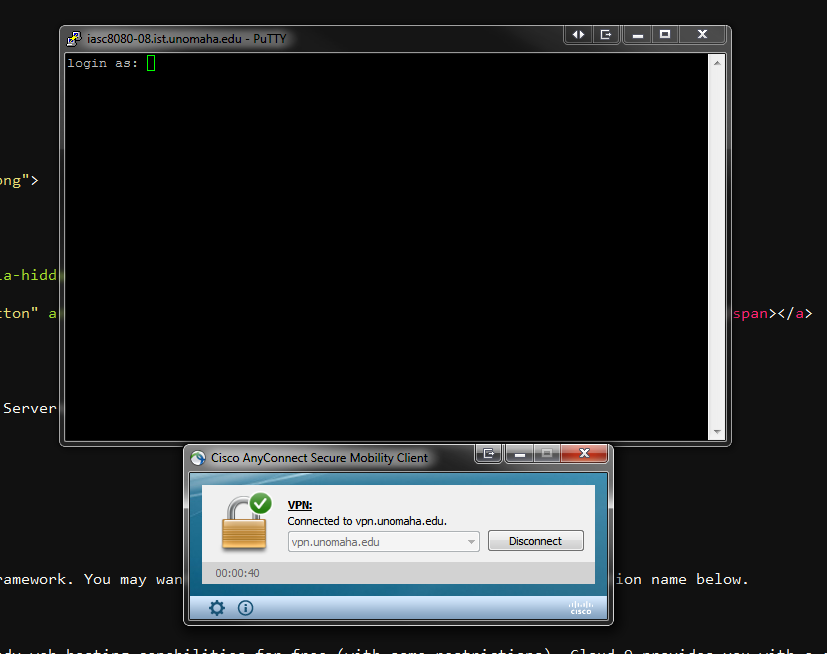 iasc8080-08.ist.unomaha.edu - PuTTY
login as:
ong">
a-hidd
tton" a
span></a>
Server
Cisco AnyConnect Secure Mobility Client
VPN:
Connected to vpn.unomaha.edu.
vpn.unomaha.edu
Disconnect
00:00:40
cisco
ramework. You may wan
ion name below.